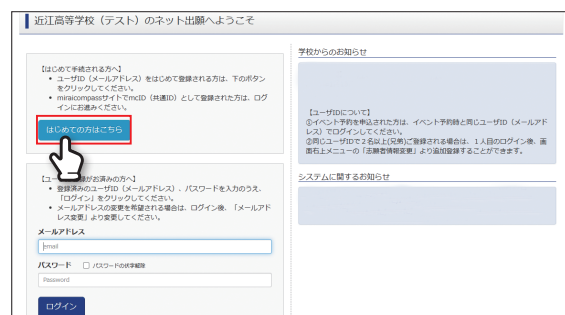 近江高等学校（テスト）のネット出願へようこそ
【はじめて手続される方へ】
• ユーザID（メールアドレス）をはじめて登録される方は、下のボタン
をクリックしてください。
• miraicompassサイトでmcID（共通ID）として登録された方は、ログ
インにお進みください。
はじめての方はこちら
【ユー 録がお済みの方へ】
• 登録済みのユーザID（メールアドレス）、パスワードを入力のうえ、
「ログイン」をクリックしてください。
• メールアドレスの変更を希望される場合は、ログイン後、「メールアド
レス変更」より変更してください。
メールアドレス
email
パスワード パスワードの伏字解除
Password
ログイン
学校からのお知らせ
【ユーザIDについて】
①イベント予約を申込された方は、イベント予約時と同じユーザID（メールアド
レス）でログインしてください。
②同じユーザIDで２名以上(兄弟)ご登録される場合は、１人目のログイン後、画
面右上メニューの「志願者情報変更」より追加登録することができます。
システムに関するお知らせ